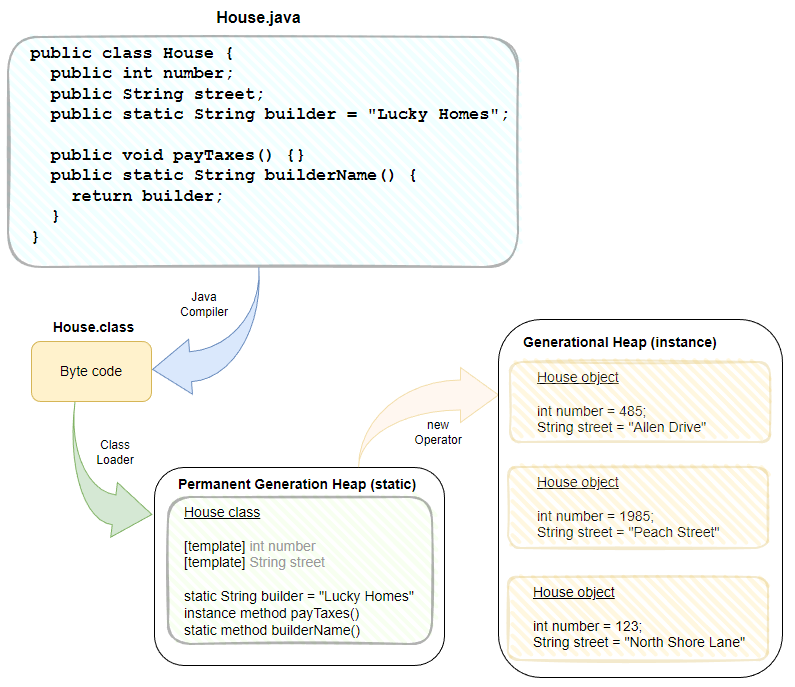 House.java
public class House {
public int number;
public String street;
public static String builder = "Lucky Homes";
public void payTaxes() {}
public static String builderName() {
return builder;
}
}
Java
Compiler
House.class
Byte code
Class
Loader
Permanent Generation Heap (static)
House class
[template] int number
[template] String street
static String builder = "Lucky Homes"
instance method payTaxes()
static method builderName()
new
Operator
Generational Heap (instance)
House object
int number = 485;
String street = "Allen Drive"
House object
int number = 1985;
String street = "Peach Street"
House object
int number = 123;
String street = "North Shore Lane"